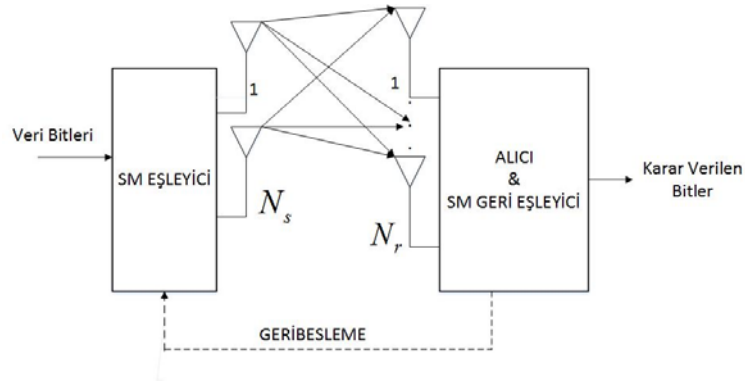 Veri Bitleri
SM EŞLEYİCİ
1
N_s
1
N_r
ALICI
&
SM GERİ EŞLEYİCİ
Karar Verilen
Bitler
GERİBESLEME